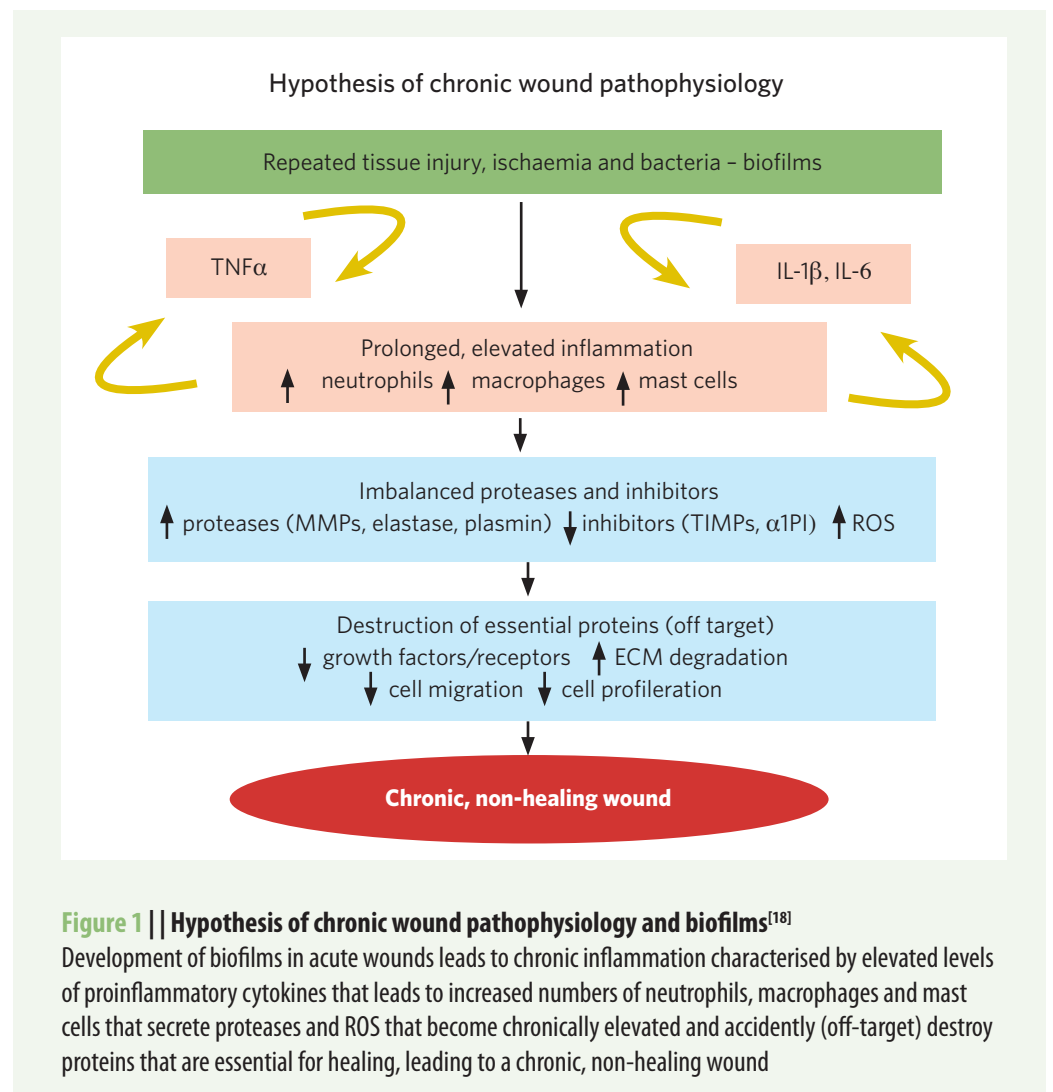 Hypothesis of chronic wound pathophysiology
Repeated tissue injury, ischaemia and bacteria – biofilms
TNFα
IL-1β, IL-6
Prolonged, elevated inflammation
↑ neutrophils ↑ macrophages ↑ mast cells
Imbalanced proteases and inhibitors
↑ proteases (MMPs, elastase, plasmin) ↓ inhibitors (TIMPs, α1PI) ↑ ROS
Destruction of essential proteins (off target)
↓ growth factors/receptors ↑ ECM degradation
↓ cell migration ↓ cell profileration
Chronic, non-healing wound
Figure 1 | | Hypothesis of chronic wound pathophysiology and biofilms[18]
Development of biofilms in acute wounds leads to chronic inflammation characterised by elevated levels
of proinflammatory cytokines that leads to increased numbers of neutrophils, macrophages and mast
cells that secrete proteases and ROS that become chronically elevated and accidently (off-target) destroy
proteins that are essential for healing, leading to a chronic, non-healing wound